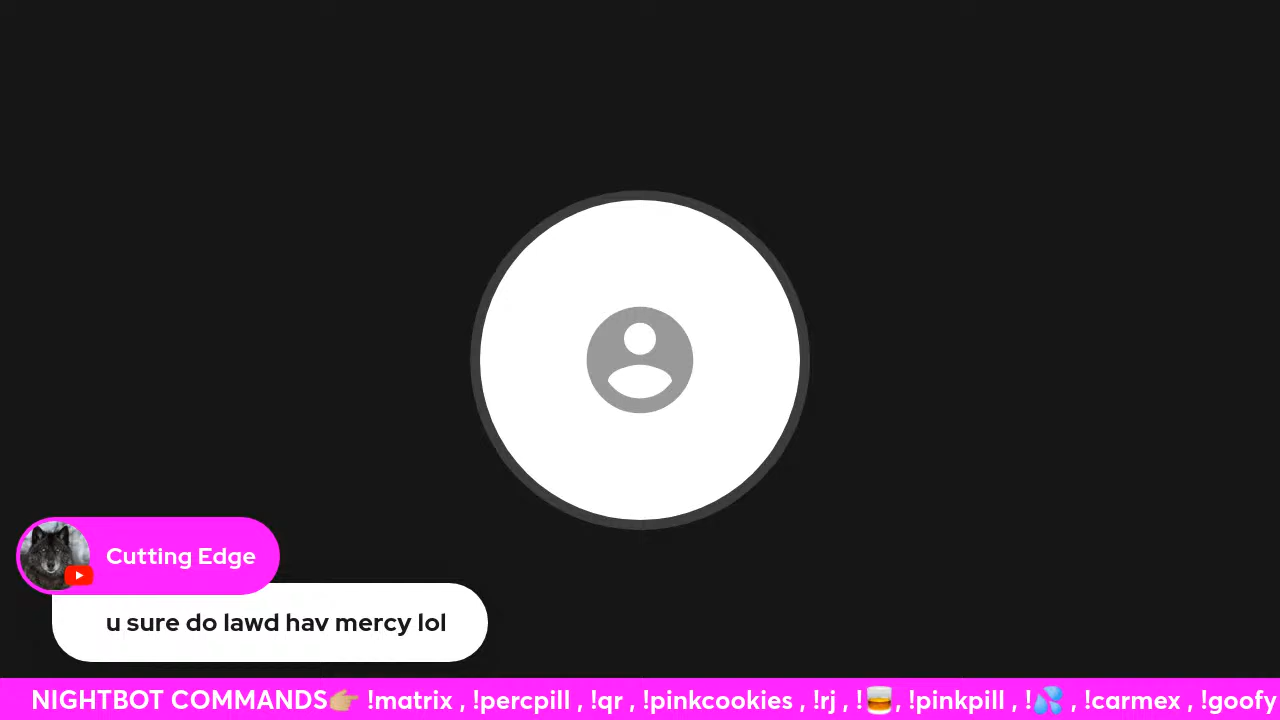 Cutting Edge
u sure do lawd hav mercy lol
NIGHTBOT COMMANDS👉🏼 !matrix , !percpill , !qr , !pinkcookies , !rj , !🥃, !pinkpill , !💦 , !carmex , !goofy